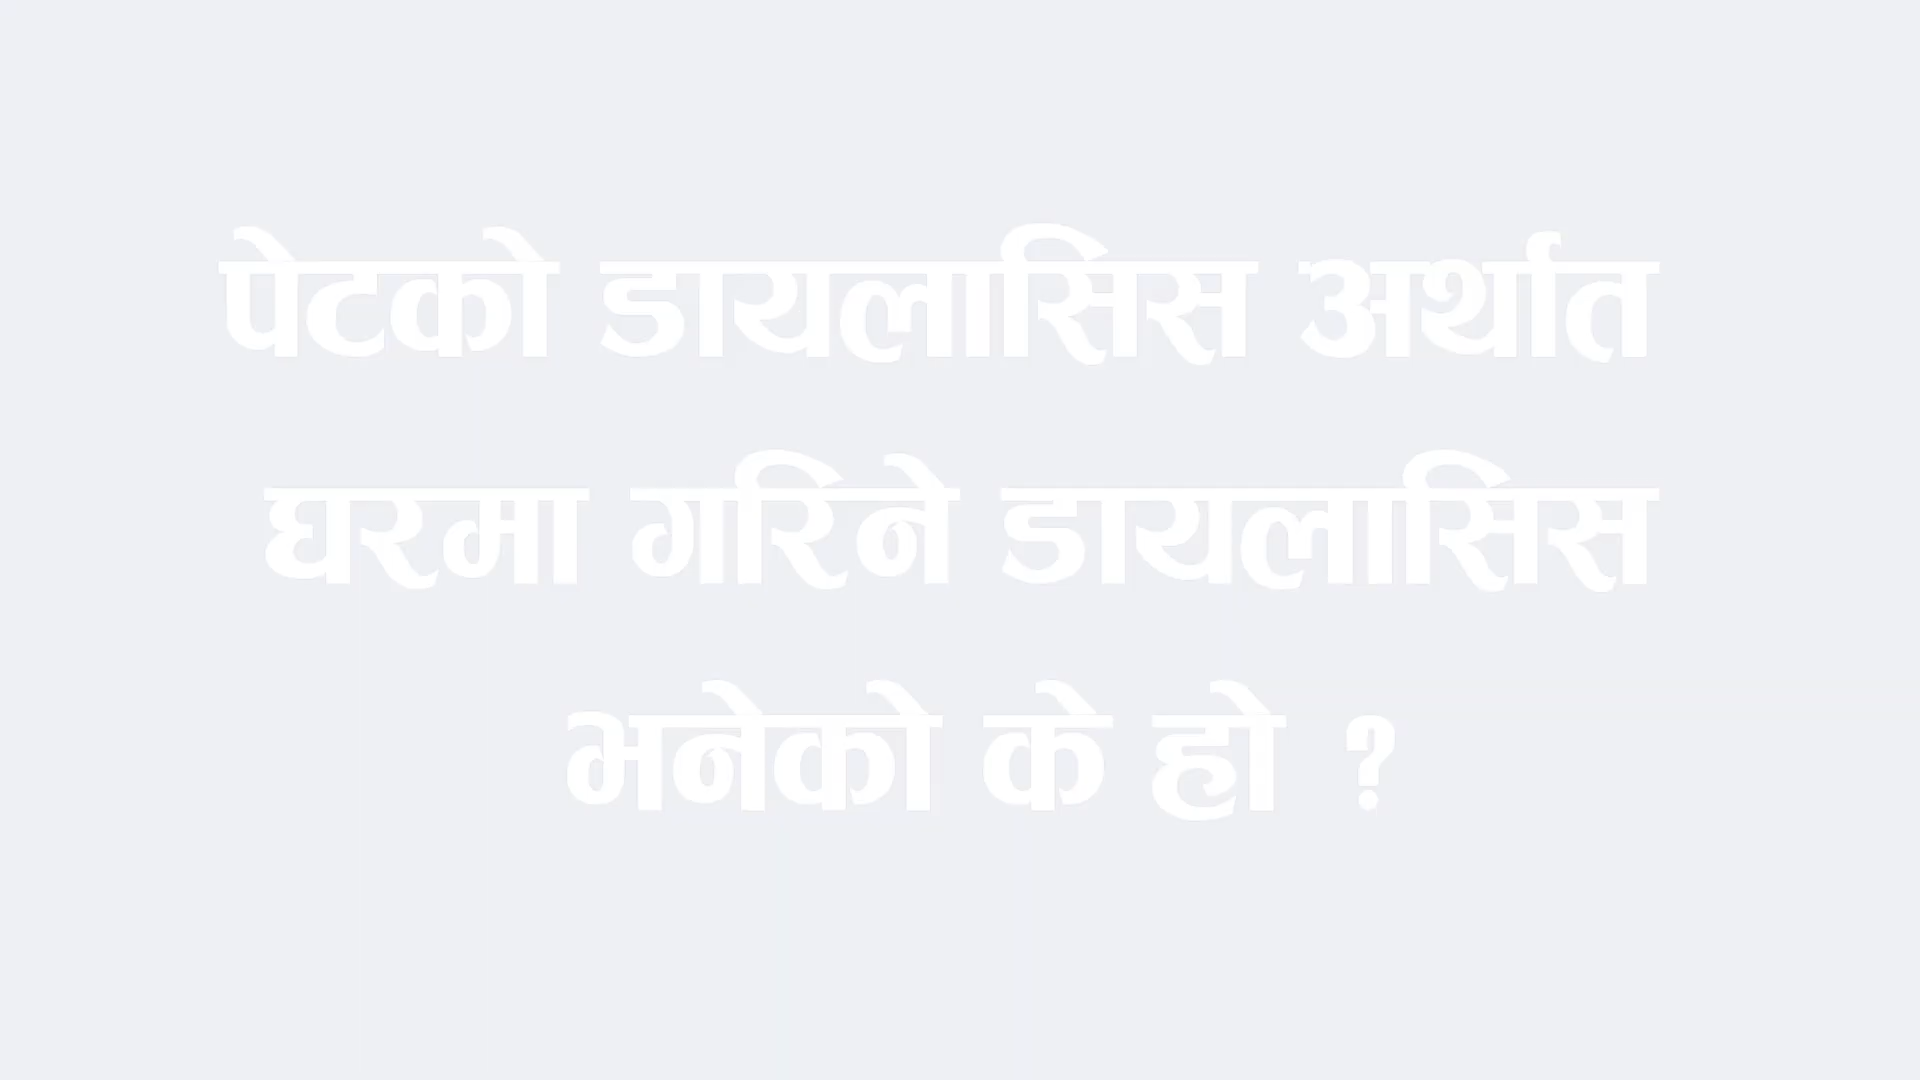 पेटको डायलासिस अर्थात
घरमा गरिने डायलासिस
भनेको के हो ?